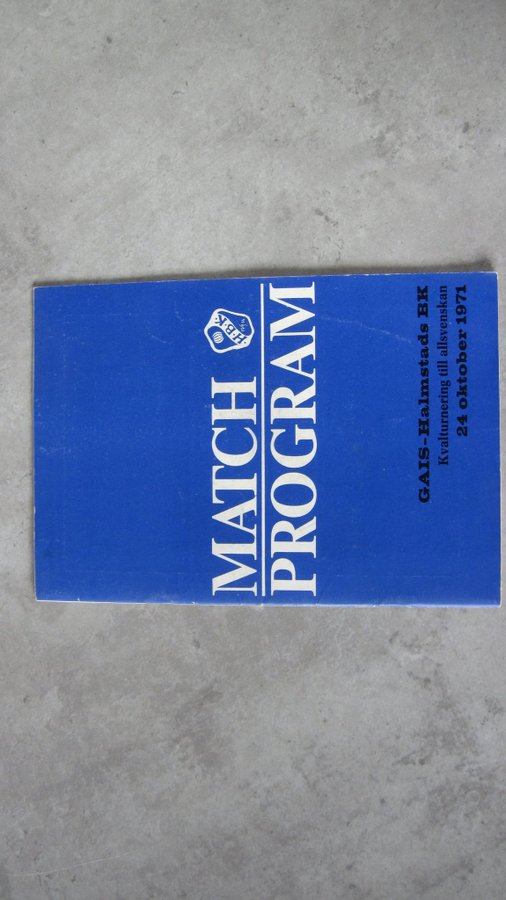 MATCH
H.B.K
PROGRAM
GAIS-Halmstads BK
Kvalturnering till allsvenskan
24 oktober 1971